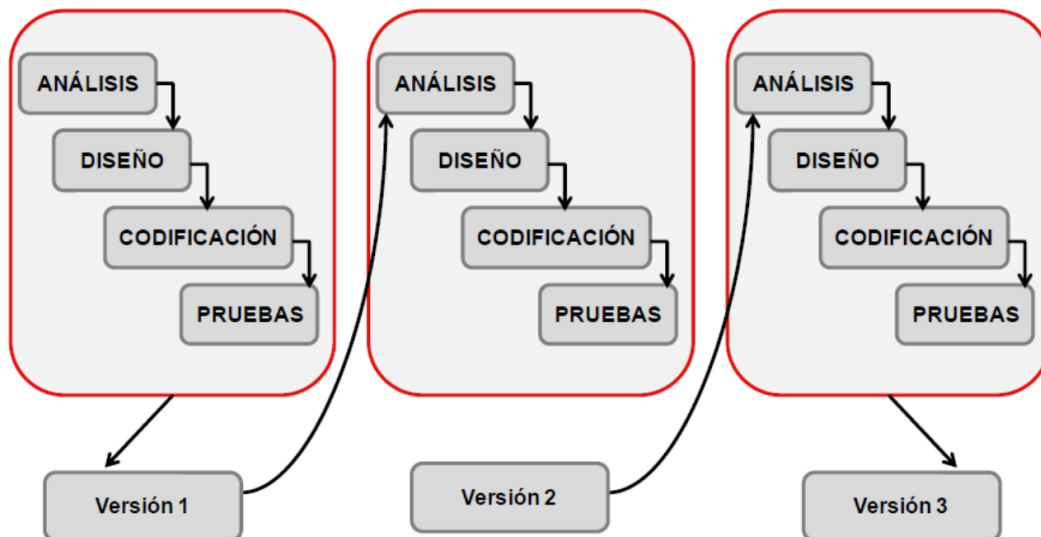 ANÁLISIS
DISEÑO
CODIFICACIÓN
PRUEBAS
Versión 1
ANÁLISIS
DISEÑO
CODIFICACIÓN
PRUEBAS
Versión 2
ANÁLISIS
DISEÑO
CODIFICACIÓN
PRUEBAS
Versión 3